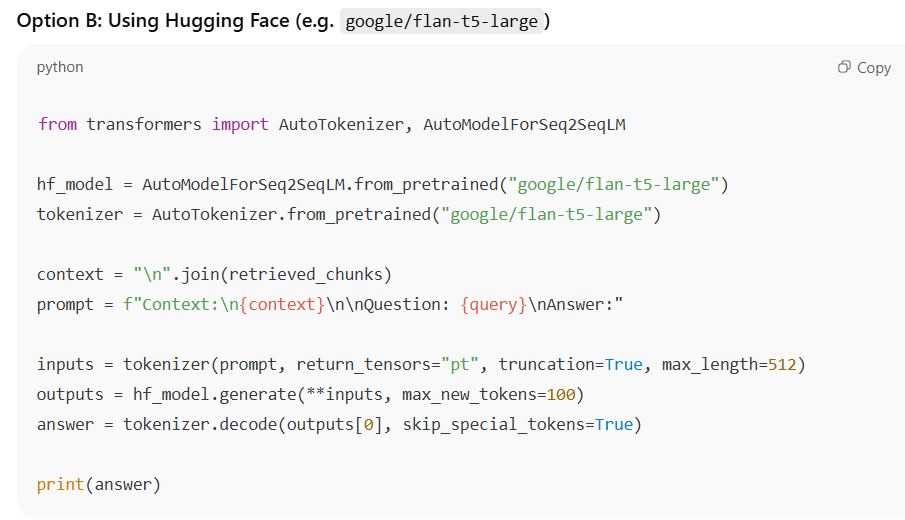 Option B: Using Hugging Face (e.g. google/flan-t5-large)
python
Copy
from transformers import AutoTokenizer, AutoModelForSeq2SeqLM
hf_model = AutoModelForSeq2SeqLM.from_pretrained("google/flan-t5-large")
tokenizer = AutoTokenizer.from_pretrained("google/flan-t5-large")
context = "\n".join(retrieved_chunks)
prompt = f"Context:\n{context}\n\nQuestion: {query}\nAnswer:"
inputs = tokenizer(prompt, return_tensors="pt", truncation=True, max_length=512)
outputs = hf_model.generate(**inputs, max_new_tokens=100)
answer = tokenizer.decode(outputs[0], skip_special_tokens=True)
print(answer)